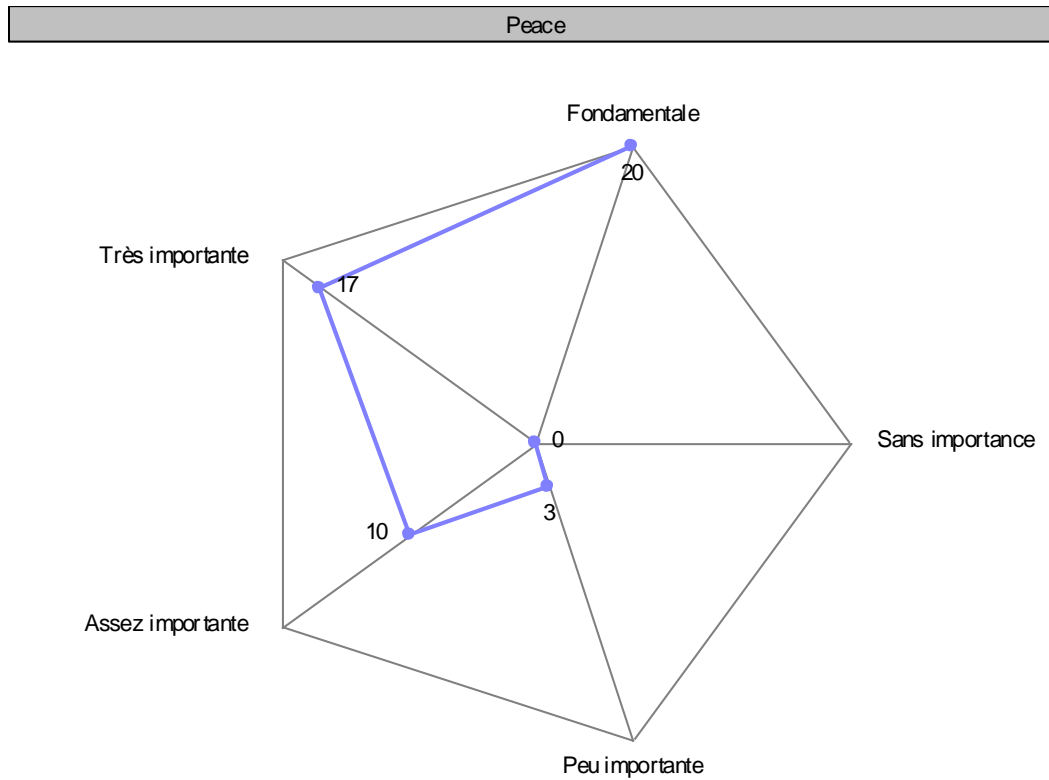 Peace
Fondamentale
20
Très importante
17
0
Sans importance
3
10
Assez importante
Peu importante